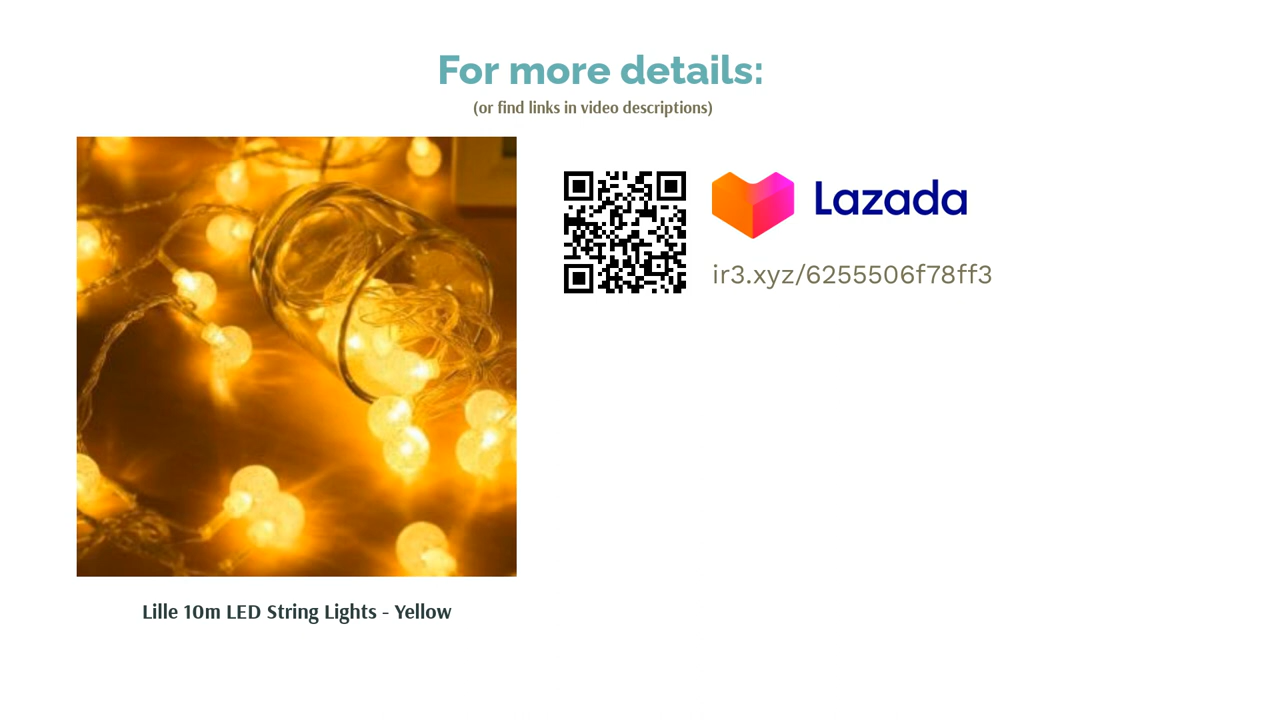 For more details:
(or find links in video descriptions)
Lazada
ir3.xyz/6255506f78ff3
Lille 10m LED String Lights - Yellow